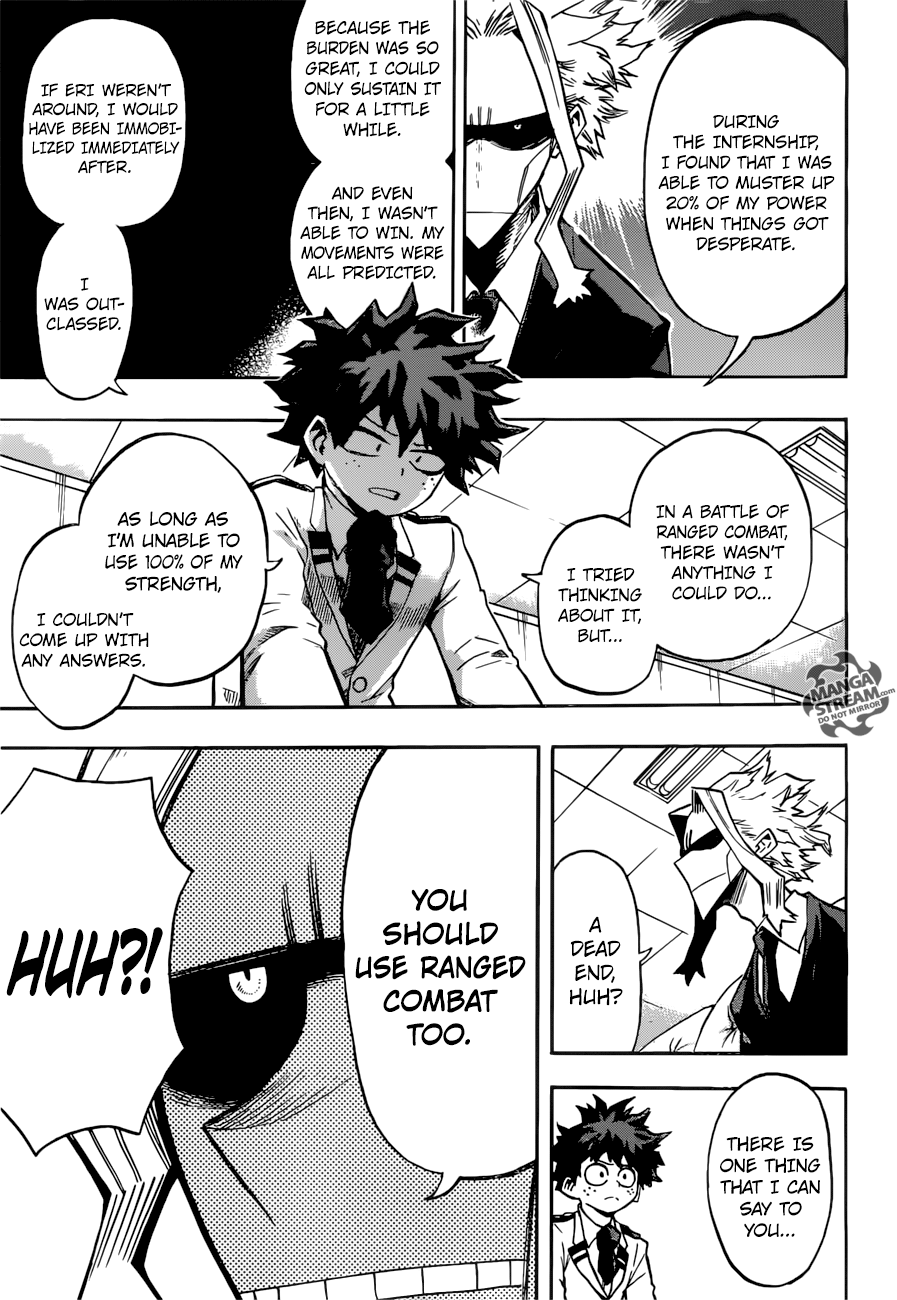 DURING
THE INTERNSHIP,
I FOUND THAT I WAS
ABLE TO MUSTER UP
20% OF MY POWER
WHEN THINGS GOT
DESPERATE.
BECAUSE THE
BURDEN WAS SO
GREAT, I COULD
ONLY SUSTAIN IT
FOR A LITTLE
WHILE.
AND EVEN
THEN, I WASN'T
ABLE TO WIN. MY
MOVEMENTS WERE
ALL PREDICTED.
IF ERI WEREN'T
AROUND, I WOULD
HAVE BEEN IMMOBI-
LIZED IMMEDIATELY
AFTER.
I
WAS OUT-
CLASSED.
IN A BATTLE OF
RANGED COMBAT,
THERE WASN'T
ANYTHING I
COULD DO...
I TRIED
THINKING
ABOUT IT,
BUT...
AS LONG AS
I'M UNABLE TO
USE 100% OF MY
STRENGTH,
I COULDN'T
COME UP WITH
ANY ANSWERS.
MANGA
STREAM.com
DO NOT MIRROR
A
DEAD
END,
HUH?
THERE IS
ONE THING
THAT I CAN
SAY TO
YOU...
YOU
SHOULD
USE RANGED
COMBAT
TOO.
HUH?!